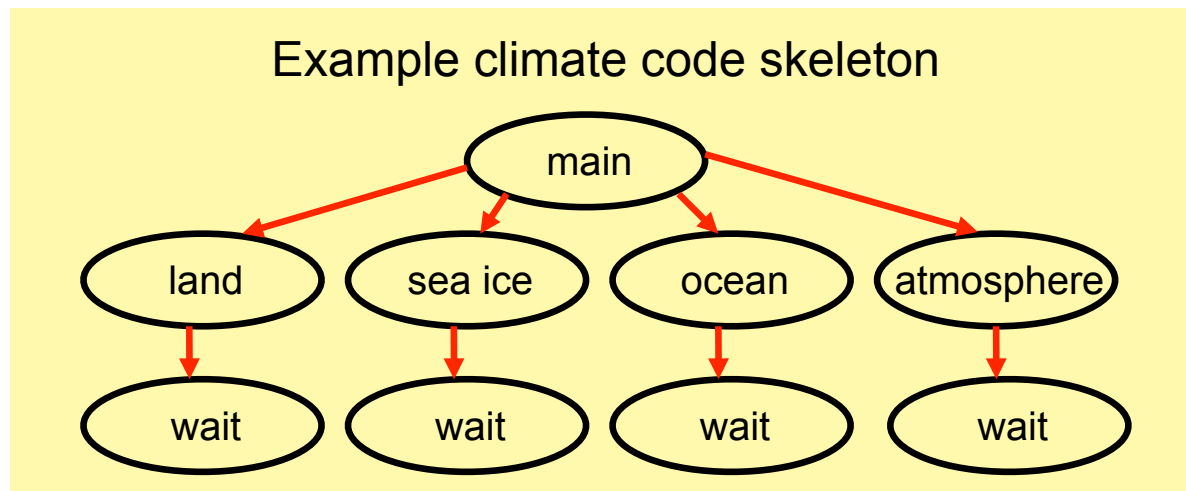 Example climate code skeleton
main
land
sea ice
ocean
atmosphere
wait
wait
wait
wait